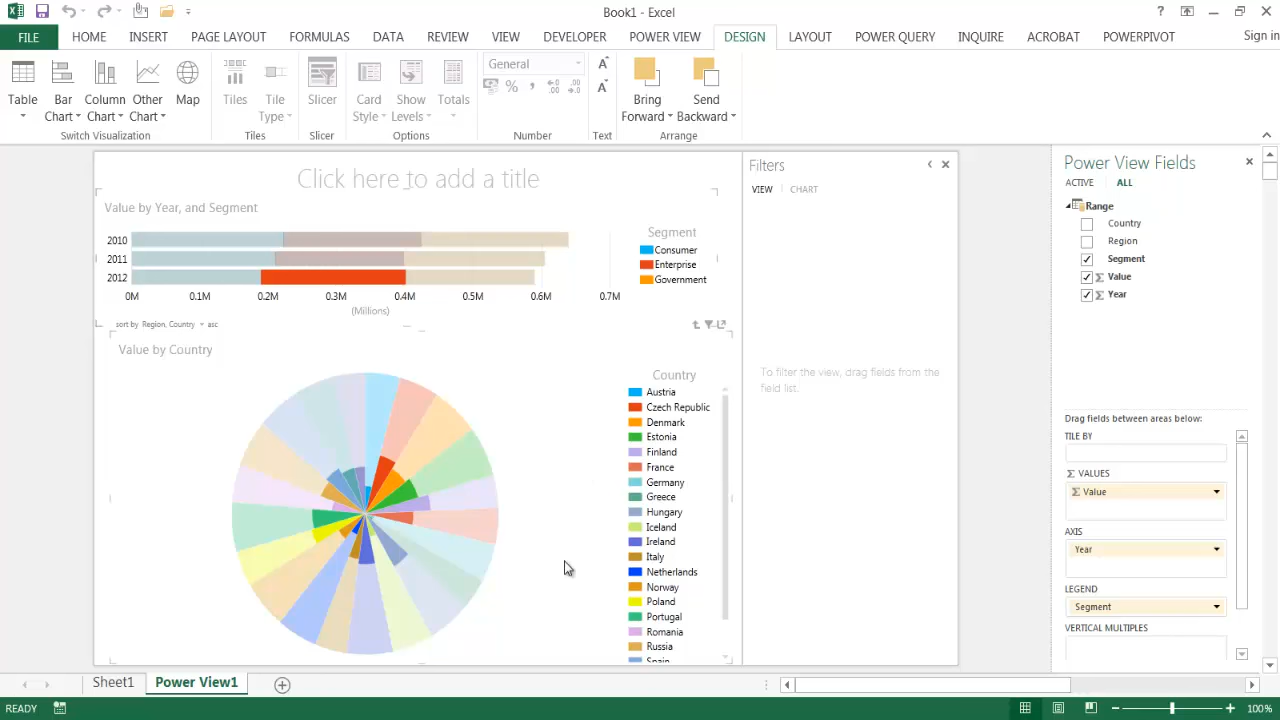 Book1 - Excel
?
FILE HOME INSERT PAGE LAYOUT FORMULAS DATA REVIEW VIEW DEVELOPER POWER VIEW DESIGN LAYOUT POWER QUERY INQUIRE ACROBAT POWERPIVOT Sign in
Table Bar Chart Column Chart Other Chart Map
Switch Visualization
Tiles Tile Type
Tiles
Slicer
Slicer
Card Style Show Levels Totals
Options
General
% ,
Number
A A
Text
Bring Forward Send Backward
Arrange
Click here to add a title
Value by Year, and Segment
2010
2011
2012
0M 0.1M 0.2M 0.3M 0.4M 0.5M 0.6M 0.7M
(Millions)
Segment
Consumer
Enterprise
Government
sort by Region, Country asc
Value by Country
Country
Austria
Czech Republic
Denmark
Estonia
Finland
France
Germany
Greece
Hungary
Iceland
Ireland
Italy
Netherlands
Norway
Poland
Portugal
Romania
Russia
Spain
Filters
VIEW CHART
To filter the view, drag fields from the
field list.
Power View Fields
ACTIVE ALL
Range
Country
Region
Segment
Σ Value
Σ Year
Drag fields between areas below:
TILE BY
Σ VALUES
Σ Value
AXIS
Year
LEGEND
Segment
VERTICAL MULTIPLES
Sheet1 Power View1
READY
100%